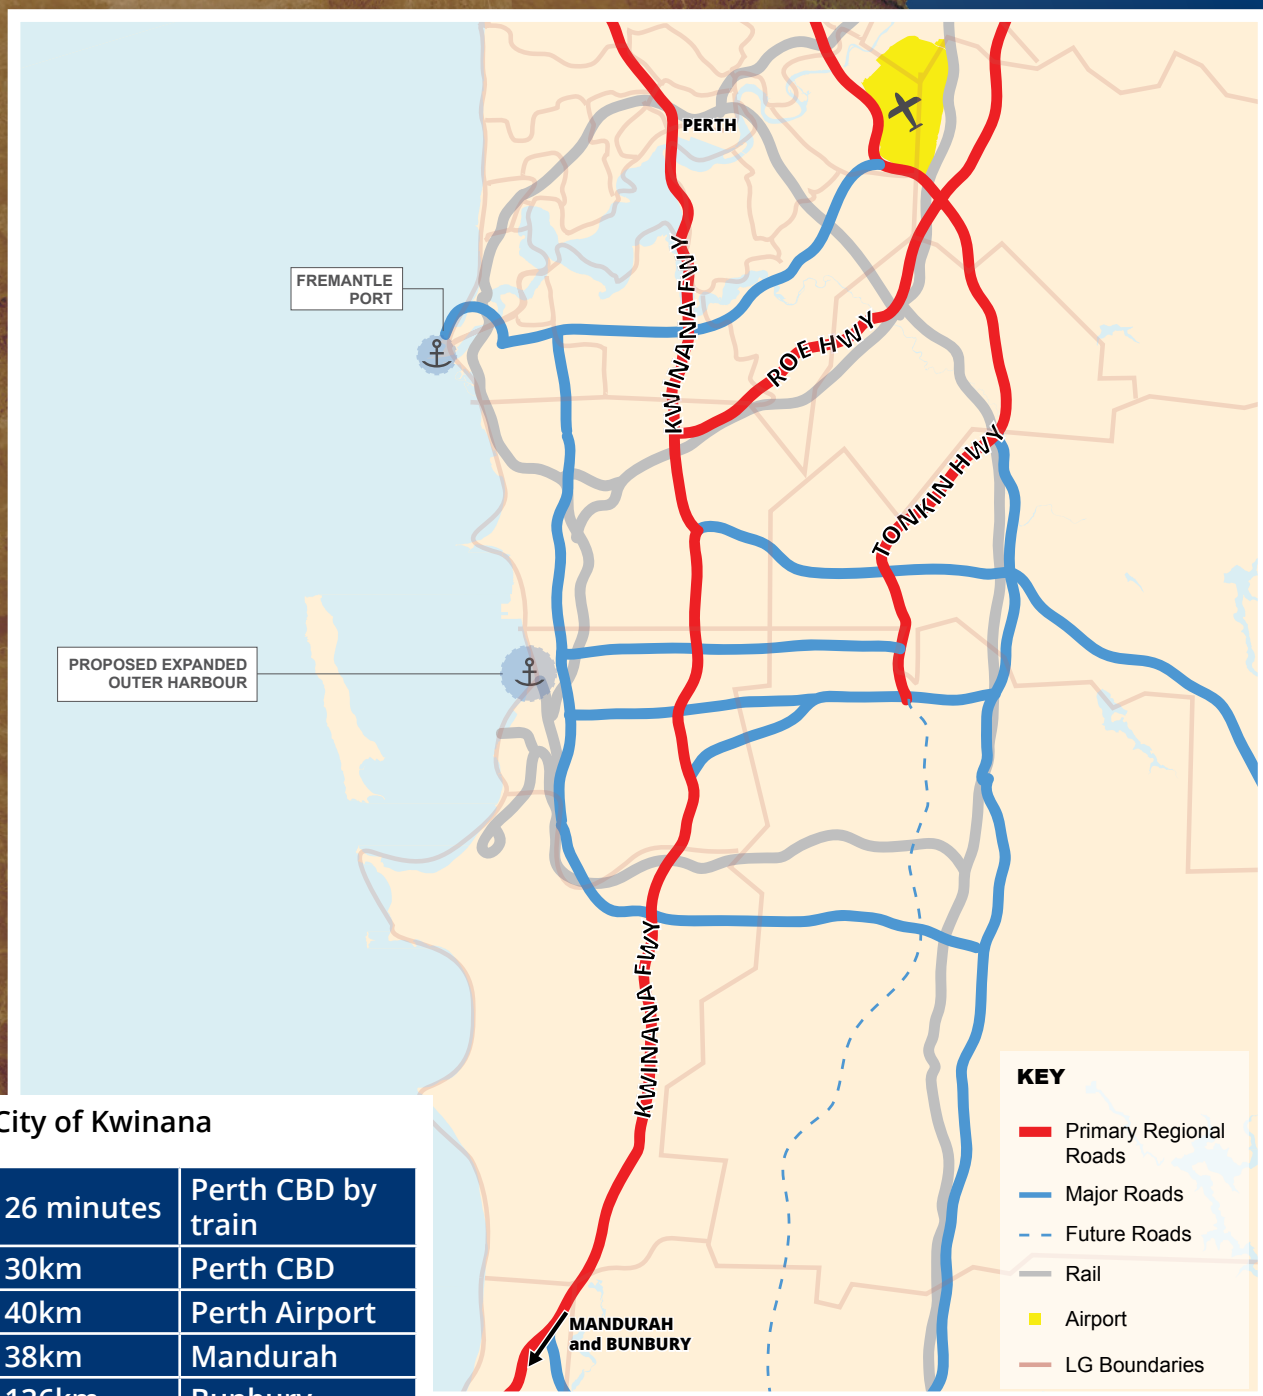 PERTH
FREMANTLE
PORT
KWINANA FWY
ROE HWY
TONKIN HWY
PROPOSED EXPANDED
OUTER HARBOUR
KWINANA FWY
MANDURAH
and BUNBURY
KEY
Primary Regional
Roads
Major Roads
Future Roads
Rail
Airport
LG Boundaries
City of Kwinana
26 minutes Perth CBD by
train
30km Perth CBD
40km Perth Airport
38km Mandurah
136km Bunbury